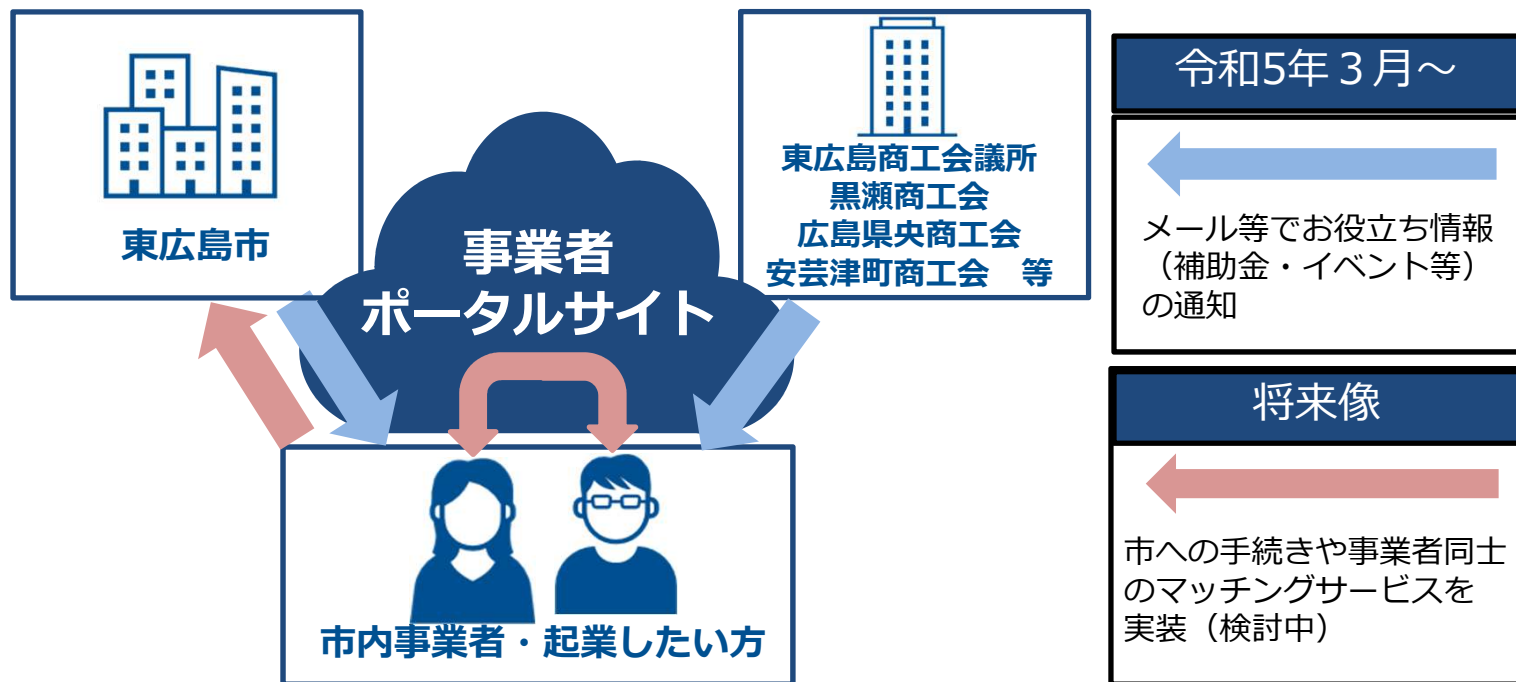 東広島市
東広島商工会議所
黒瀬商工会
広島県央商工会
安芸津町商工会　等
事業者
ポータルサイト
市内事業者・起業したい方
令和5年３月～
メール等でお役立ち情報
（補助金・イベント等）
の通知
将来像
市への手続きや事業者同士
のマッチングサービスを
実装（検討中）